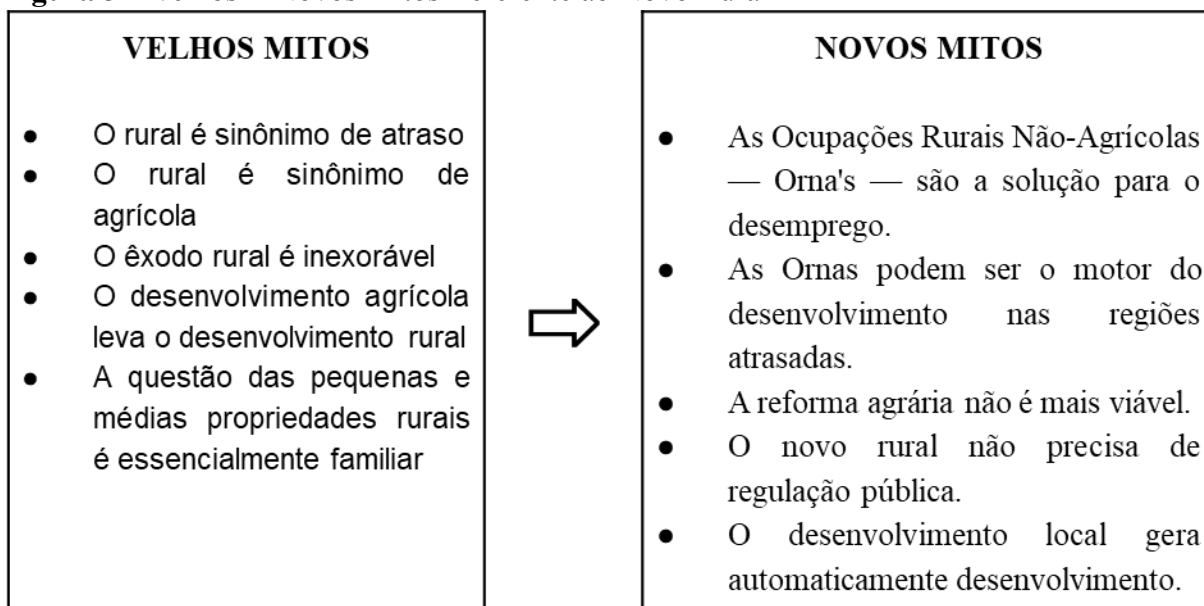 VELHOS MITOS
● O rural é sinônimo de atraso
● O rural é sinônimo de
agrícola
● O êxodo rural é inexorável
● O desenvolvimento agrícola
leva o desenvolvimento rural
● A questão das pequenas e
médias propriedades rurais
é essencialmente familiar
NOVOS MITOS
● As Ocupações Rurais Não-Agrícolas
— Orna's — são a solução para o
desemprego.
● As Ornas podem ser o motor do
desenvolvimento nas regiões
atrasadas.
● A reforma agrária não é mais viável.
● O novo rural não precisa de
regulação pública.
● O desenvolvimento local gera
automaticamente desenvolvimento.